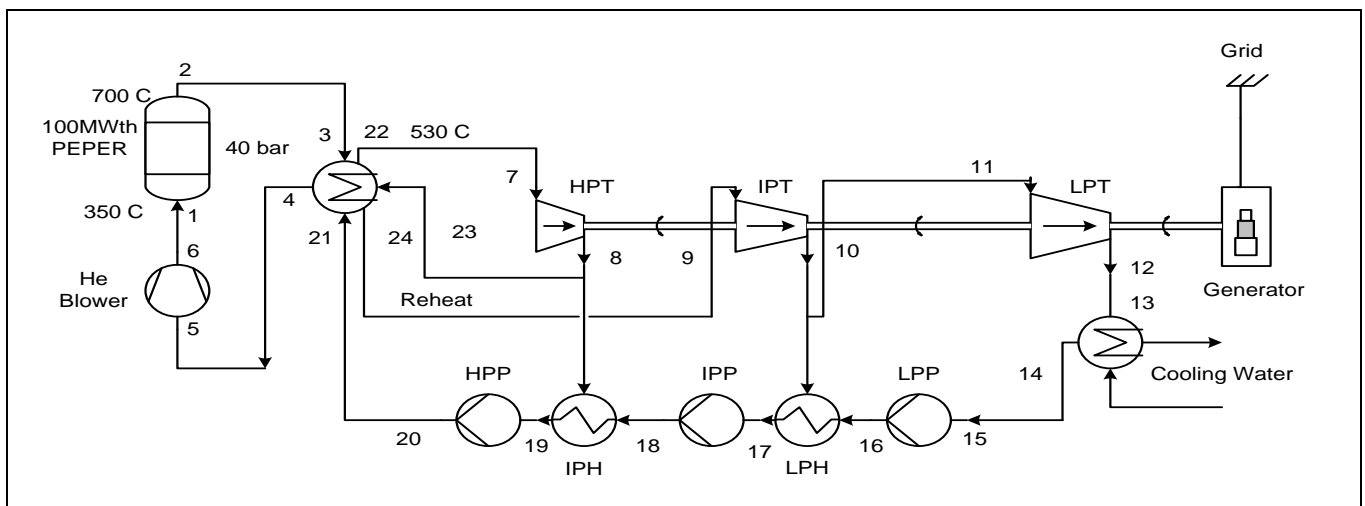 Grid
2
700 C
100MWth
PEPER
40 bar
350 C
1
6
He
Blower
5
3
22
530 C
4
21
24
23
7
HPT
8
Reheat
9
IPT
10
11
LPT
12
13
Generator
Cooling Water
14
HPP
IPP
LPP
20
19
18
17
16
15
IPH
LPH